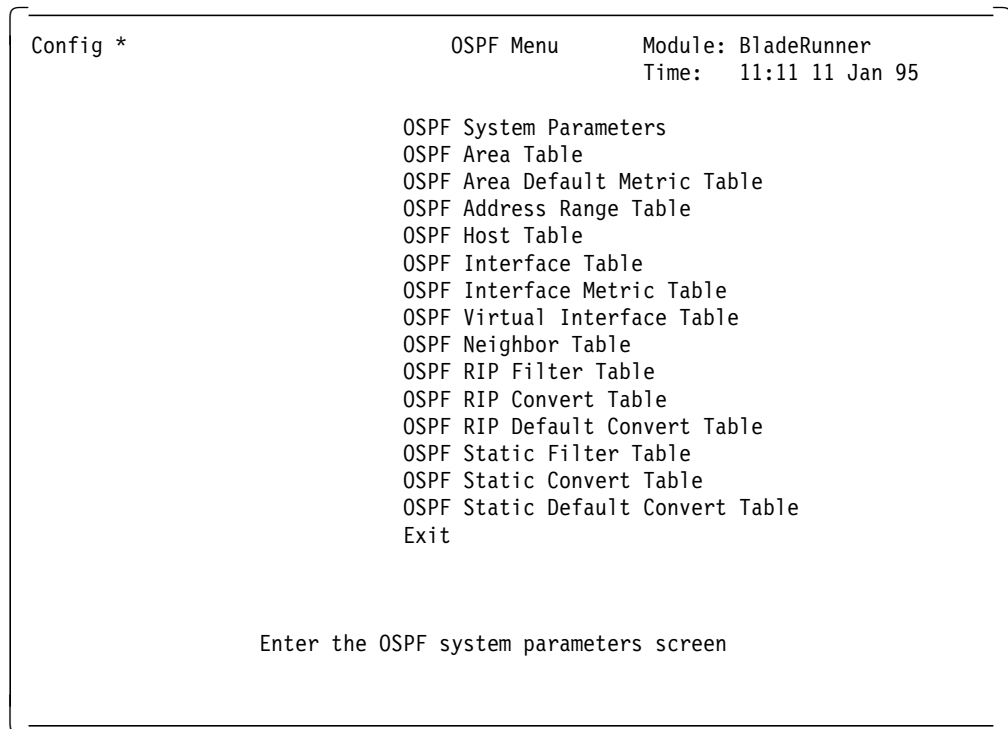 Config * OSPF Menu Module: BladeRunner
Time: 11:11 11 Jan 95
OSPF System Parameters
OSPF Area Table
OSPF Area Default Metric Table
OSPF Address Range Table
OSPF Host Table
OSPF Interface Table
OSPF Interface Metric Table
OSPF Virtual Interface Table
OSPF Neighbor Table
OSPF RIP Filter Table
OSPF RIP Convert Table
OSPF RIP Default Convert Table
OSPF Static Filter Table
OSPF Static Convert Table
OSPF Static Default Convert Table
Exit
Enter the OSPF system parameters screen